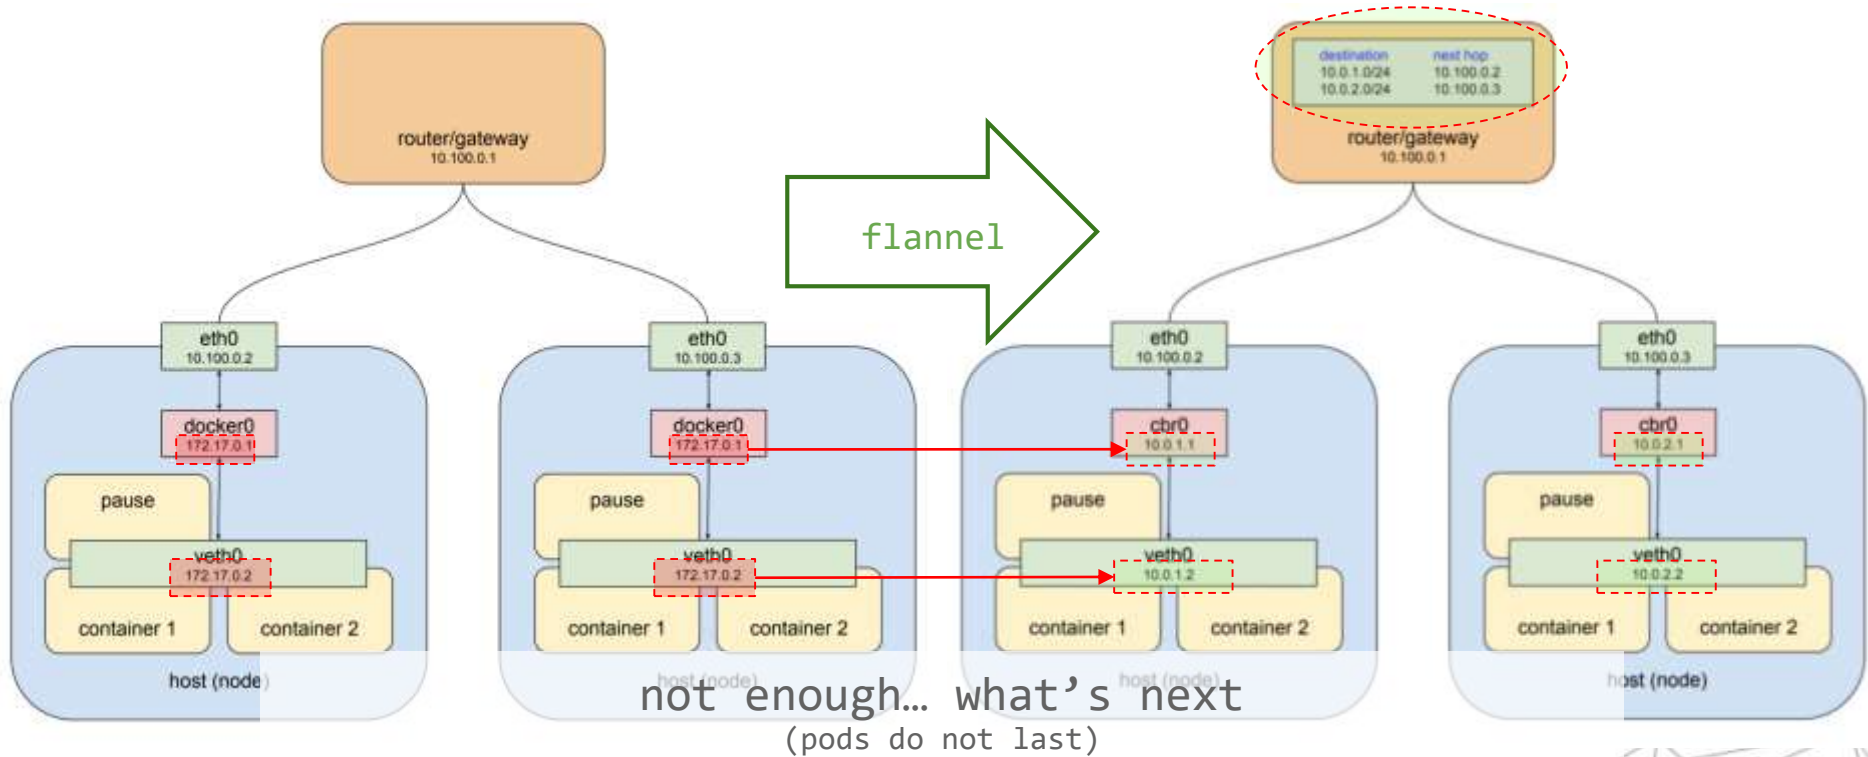 router/gateway
10.100.0.1
eth0
10.100.0.2
docker0
172.17.0.1
pause
veth0
172.17.0.2
container 1
container 2
host (node)
eth0
10.100.0.3
docker0
172.17.0.1
pause
veth0
172.17.0.2
container 1
container 2
host (node)
flannel
destination next hop
10.0.1.0/24 10.100.0.2
10.0.2.0/24 10.100.0.3
router/gateway
10.100.0.1
eth0
10.100.0.2
cbr0
10.0.1.1
pause
veth0
10.0.1.2
container 1
container 2
host (node)
eth0
10.100.0.3
cbr0
10.0.2.1
pause
veth0
10.0.2.2
container 1
container 2
host (node)
not enough… what’s next
(pods do not last)